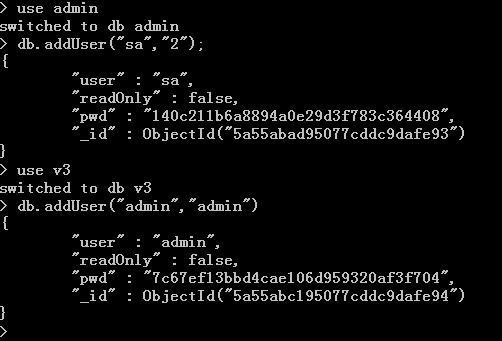 > use admin
switched to db admin
> db.addUser("sa","2");
{
        "user" : "sa",
        "readOnly" : false,
        "pwd" : "140c211b6a8894a0e29d3f783c364408",
        "_id" : ObjectId("5a55abad95077cddc9dafe93")
}
> use v3
switched to db v3
> db.addUser("admin","admin")
{
        "user" : "admin",
        "readOnly" : false,
        "pwd" : "7c67ef13bbd4cae106d959320af3f704",
        "_id" : ObjectId("5a55abc195077cddc9dafe94")
}
>